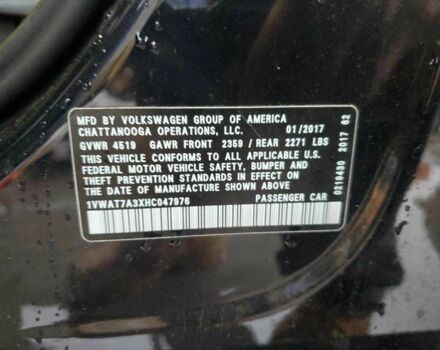 MFD BY VOLKSWAGEN GROUP OF AMERICA
CHATTANOOGA OPERATIONS, LLC. 01/2017
GVWR 4519 GAWR FRONT 2359 / REAR 2271 LBS
THIS VEHICLE CONFORMS TO ALL APPLICABLE U.S.
FEDERAL MOTOR VEHICLE SAFETY, BUMPER AND
THEFT PREVENTION STANDARDS IN EFFECT ON
THE DATE OF MANUFACTURE SHOWN ABOVE.
1VWAT7A3XHC047976 PASSENGER CAR
0219430 2017 02